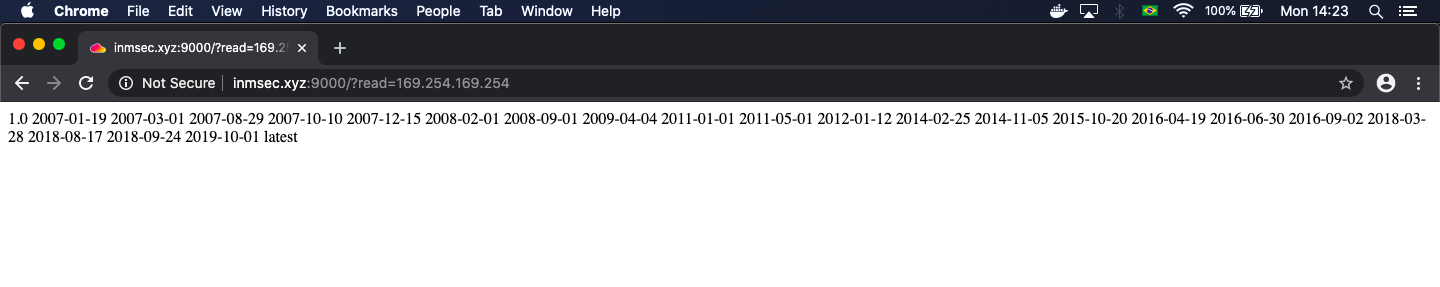 Chrome File Edit View History Bookmarks People Tab Window Help 100% Mon 14:23
inmsec.xyz:9000/?read=169.2
Not Secure inmsec.xyz:9000/?read=169.254.169.254
1.0 2007-01-19 2007-03-01 2007-08-29 2007-10-10 2007-12-15 2008-02-01 2008-09-01 2009-04-04 2011-01-01 2011-05-01 2012-01-12 2014-02-25 2014-11-05 2015-10-20 2016-04-19 2016-06-30 2016-09-02 2018-03-
28 2018-08-17 2018-09-24 2019-10-01 latest